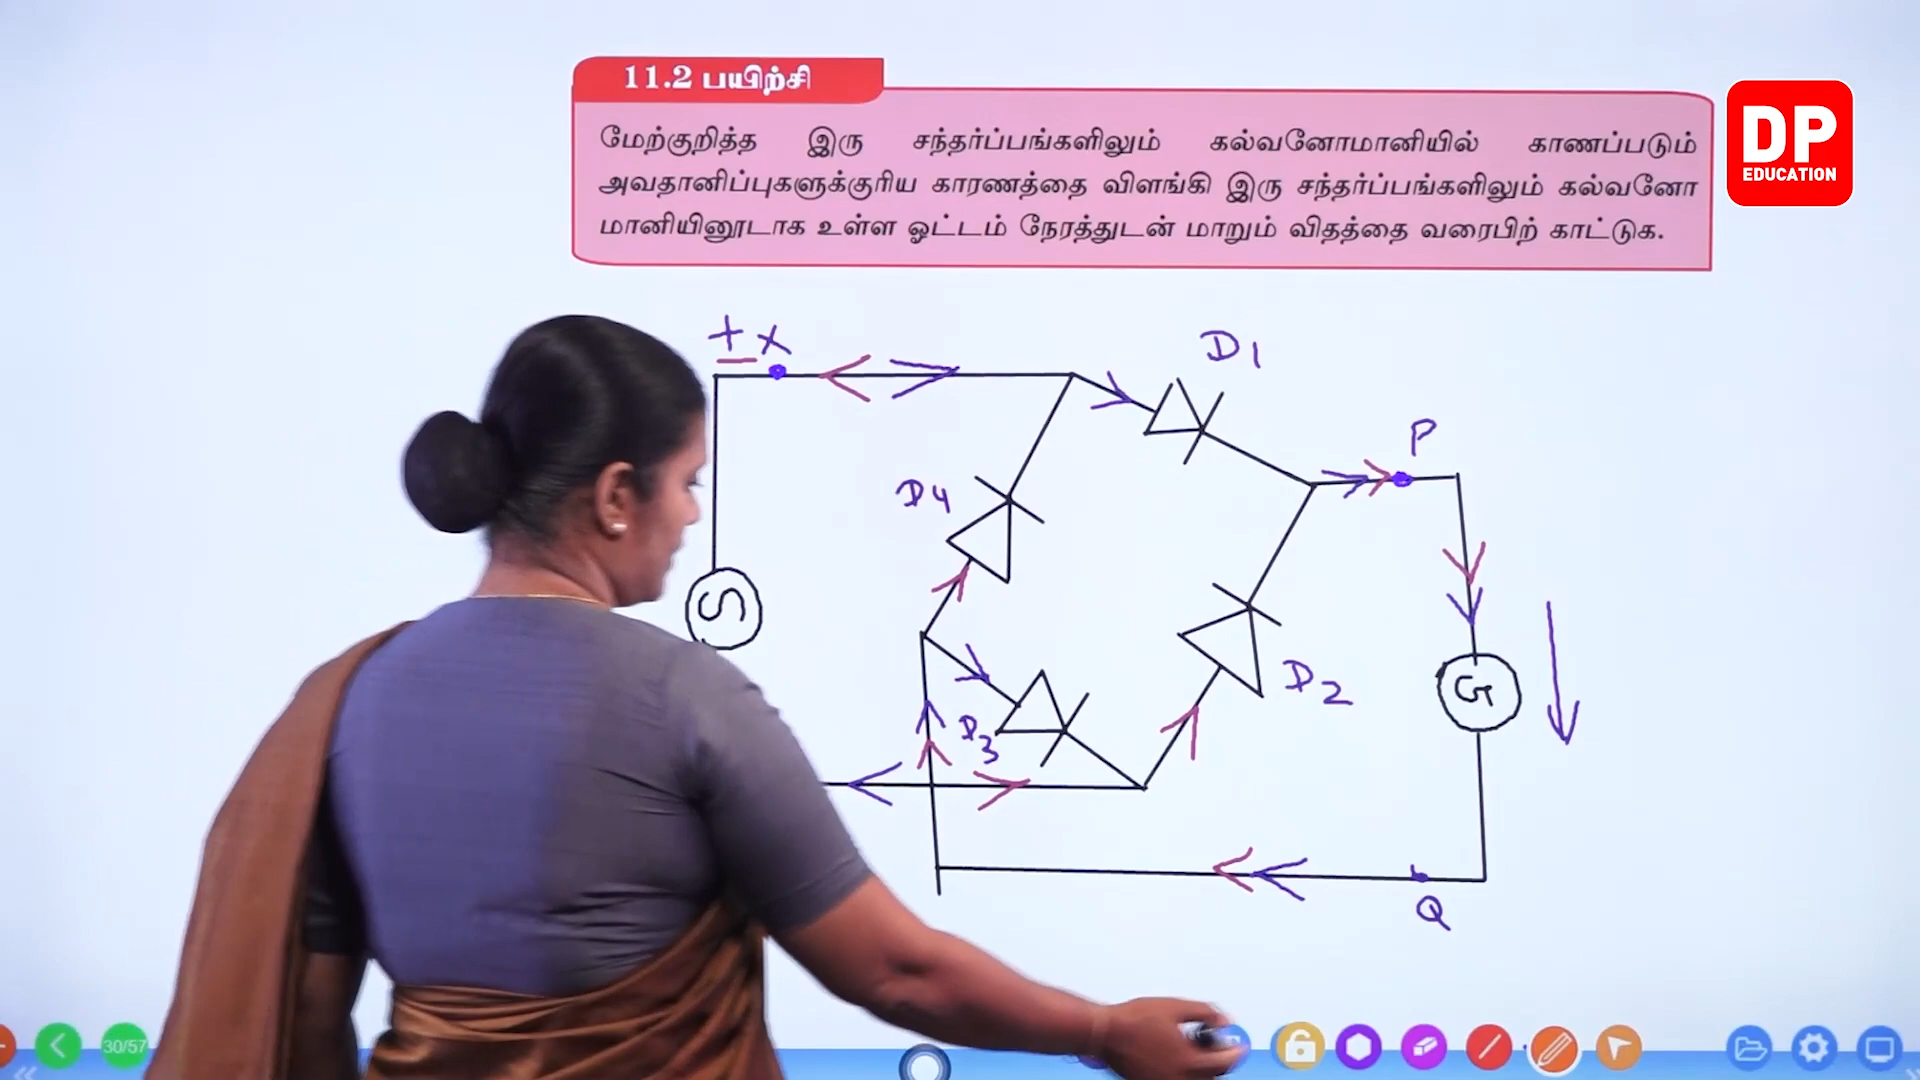 11.2 பயிற்சி
மேற்குறித்த இரு சந்தர்ப்பங்களிலும் கல்வனோமானியில் காணப்படும்
அவதானிப்புகளுக்குரிய காரணத்தை விளங்கி இரு சந்தர்ப்பங்களிலும் கல்வனோ
மானியினூடாக உள்ள ஓட்டம் நேரத்துடன் மாறும் விதத்தை வரைபிற் காட்டுக.
DP
EDUCATION
+ X
D1
P
D4
S
D2
G
D3
Q
30/57